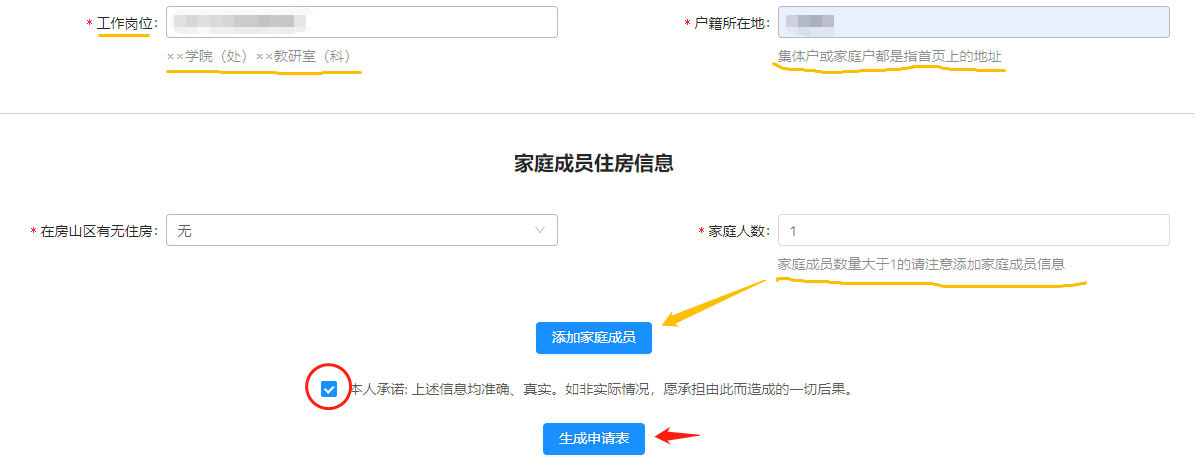 * 工作岗位:
* 户籍所在地:
××学院（处）××教研室（科）
集体户或家庭户都是指首页上的地址
家庭成员住房信息
* 在房山区有无住房: 无
* 家庭人数: 1
家庭成员数量大于1的请注意添加家庭成员信息
添加家庭成员
本人承诺: 上述信息均准确、真实。如非实际情况，愿承担由此而造成的一切后果。
生成申请表